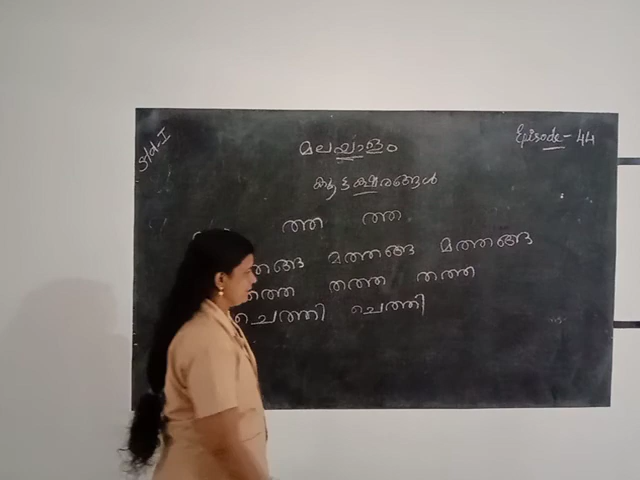 Std-I
Episode - 44
മലയാളം
കൂട്ടക്ഷരങ്ങൾ
ത്ത ത്ത
മത്തങ്ങ മത്തങ്ങ
തത്ത തത്ത
ചെത്തി ചെത്തി